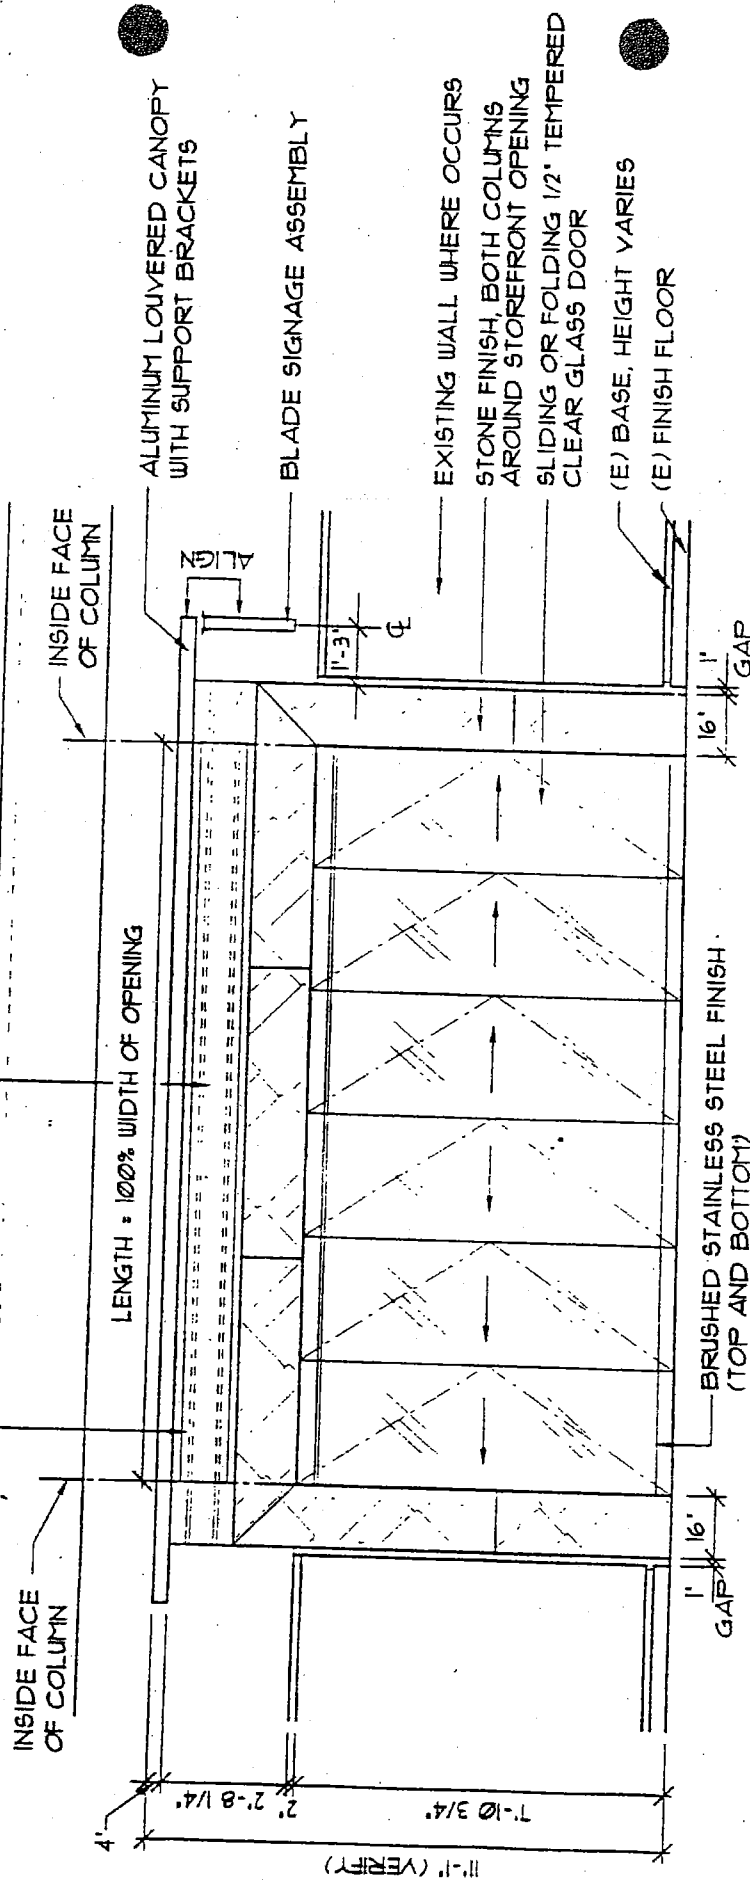 INSIDE FACE
OF COLUMN
LENGTH = 100% WIDTH OF OPENING
INSIDE FACE
OF COLUMN
ALUMINUM LOUVERED CANOPY
WITH SUPPORT BRACKETS
ALIGN
BLADE SIGNAGE ASSEMBLY
1'-3"
CL
EXISTING WALL WHERE OCCURS
STONE FINISH, BOTH COLUMNS
AROUND STOREFRONT OPENING
SLIDING OR FOLDING 1/2" TEMPERED
CLEAR GLASS DOOR
(E) BASE, HEIGHT VARIES
(E) FINISH FLOOR
4"
2'-8 1/4"
2"
7'-10 3/4"
11'-1" (VERIFY)
1"
GAP
16"
BRUSHED STAINLESS STEEL FINISH
(TOP AND BOTTOM)
16"
1"
GAP